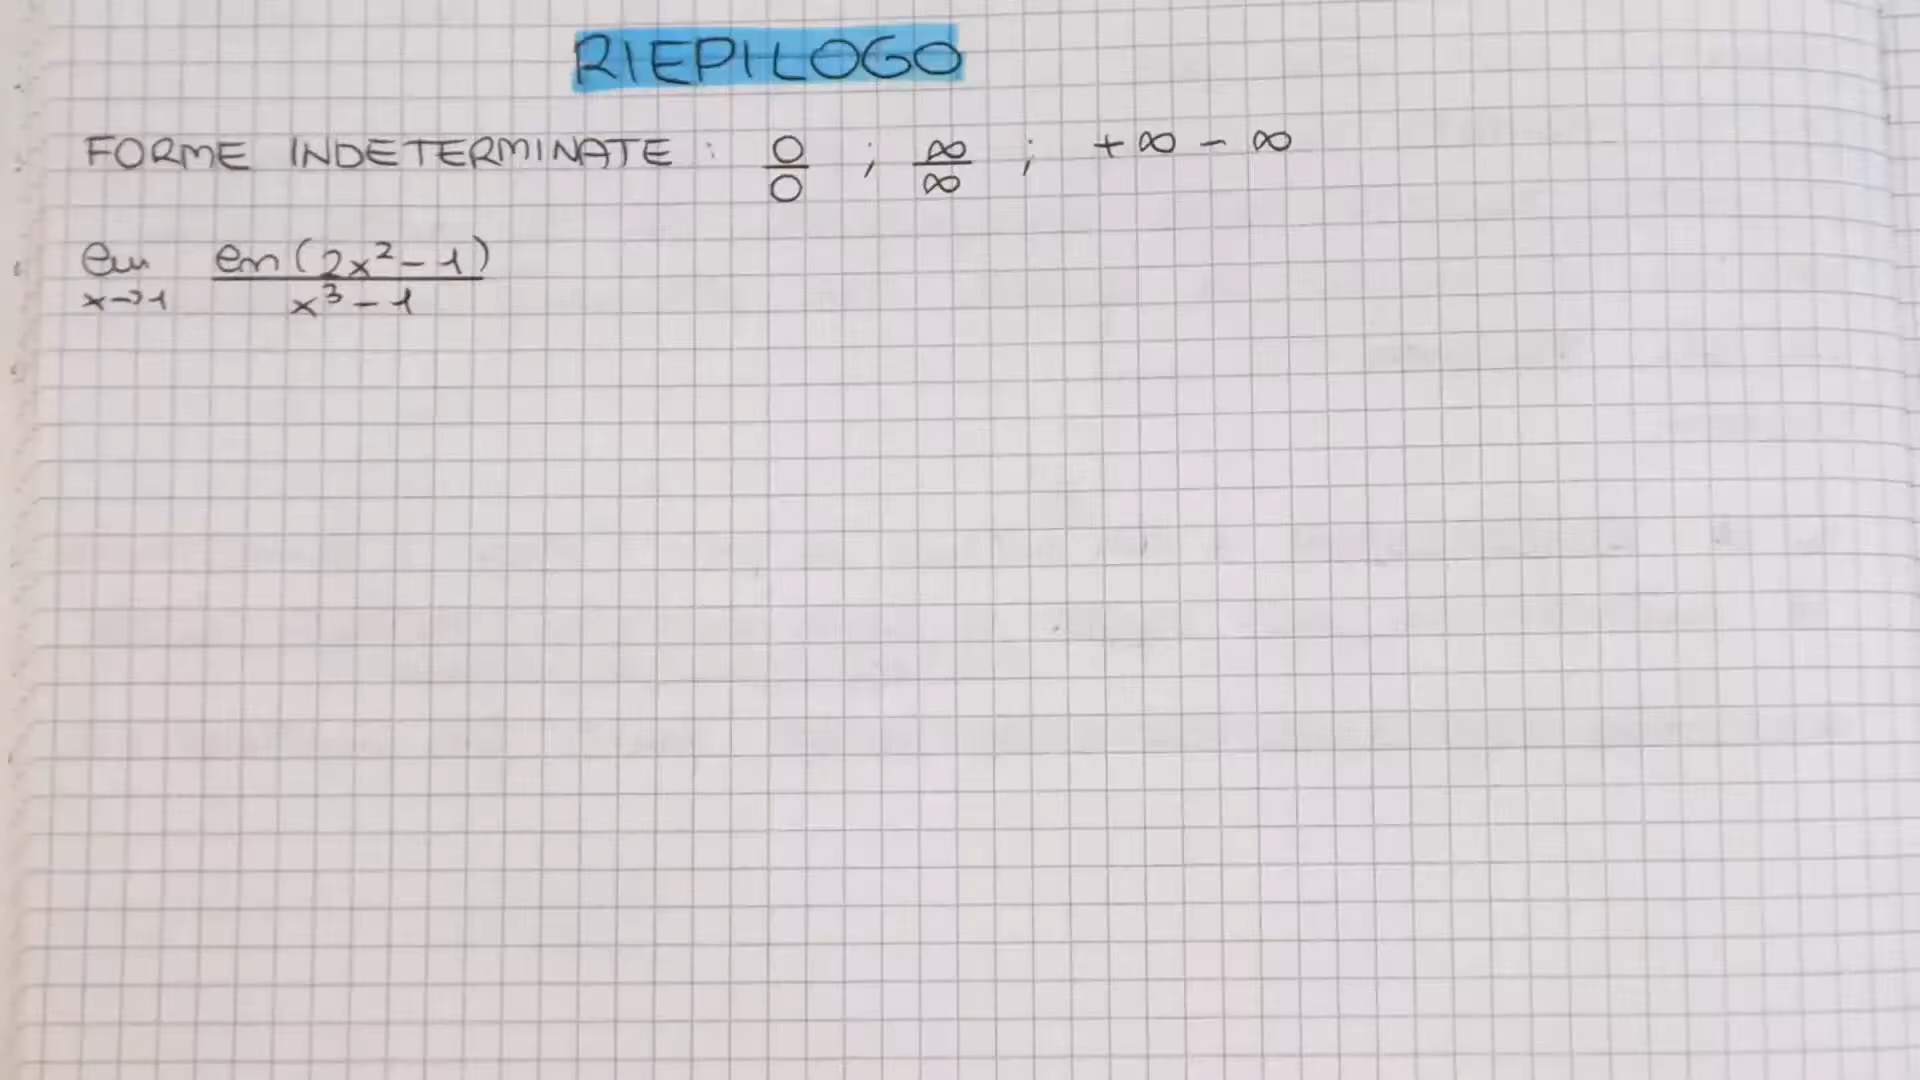 RIEPILOGO
FORME INDETERMINATE : 0/0 ; ∞/∞ ; +∞ - ∞
lim x→1 ln(2x²-1) / x³-1